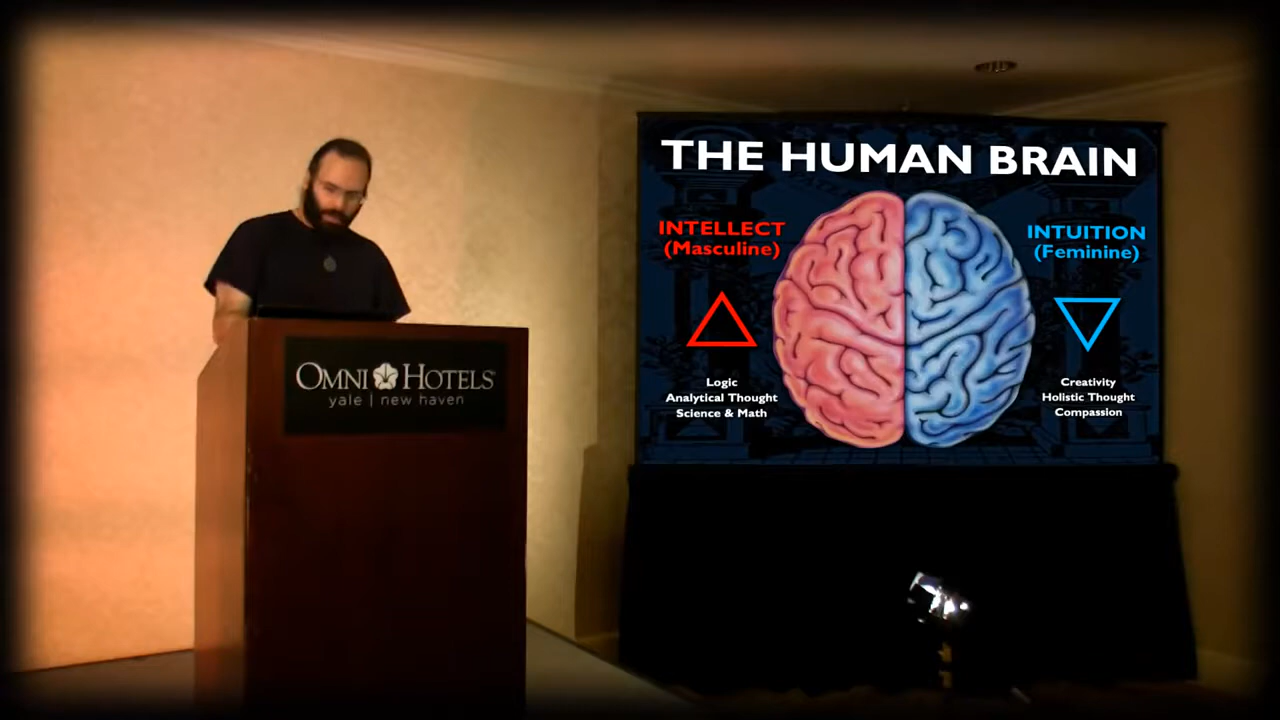 OMNI HOTELS
yale | new haven
THE HUMAN BRAIN
INTELLECT
(Masculine)
Logic
Analytical Thought
Science & Math
INTUITION
(Feminine)
Creativity
Holistic Thought
Compassion